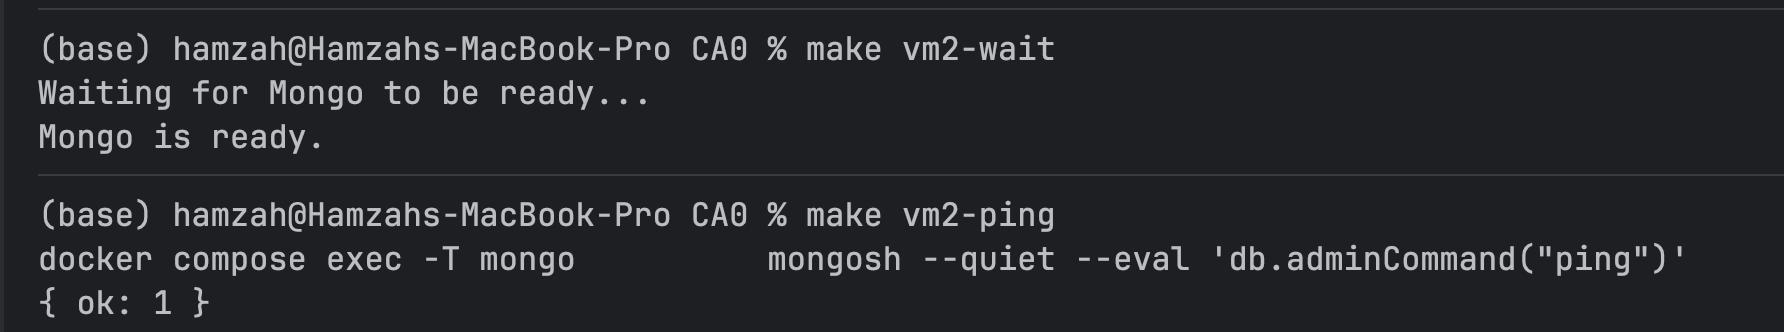 (base) hamzah@Hamzahs-MacBook-Pro CA0 % make vm2-wait
Waiting for Mongo to be ready...
Mongo is ready.
(base) hamzah@Hamzahs-MacBook-Pro CA0 % make vm2-ping
docker compose exec -T mongo          mongosh --quiet --eval 'db.adminCommand("ping")'
{ ok: 1 }